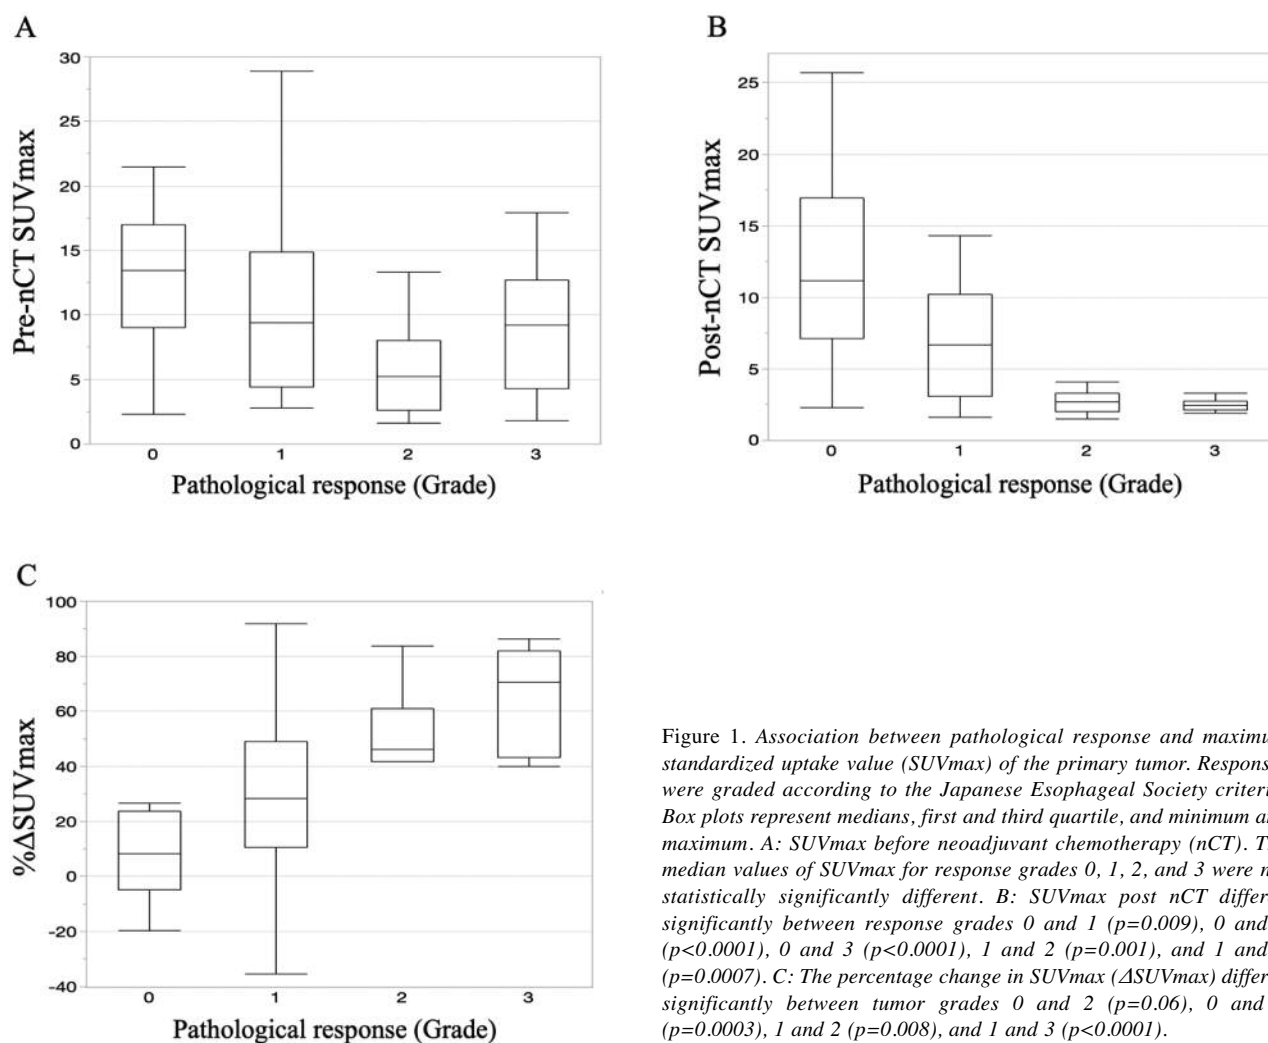 A
30
25
20
15
10
5
0
Pre-nCT SUVmax
0 1 2 3
Pathological response (Grade)
B
25
20
15
10
5
0
Post-nCT SUVmax
0 1 2 3
Pathological response (Grade)
C
100
80
60
40
20
0
-20
-40
%ΔSUVmax
0 1 2 3
Pathological response (Grade)
Figure 1. Association between pathological response and maximu
standardized uptake value (SUVmax) of the primary tumor. Respons
were graded according to the Japanese Esophageal Society criteri
Box plots represent medians, first and third quartile, and minimum a
maximum. A: SUVmax before neoadjuvant chemotherapy (nCT). T
median values of SUVmax for response grades 0, 1, 2, and 3 were n
statistically significantly different. B: SUVmax post nCT differ
significantly between response grades 0 and 1 (p=0.009), 0 and
(p<0.0001), 0 and 3 (p<0.0001), 1 and 2 (p=0.001), and 1 and
(p=0.0007). C: The percentage change in SUVmax (ΔSUVmax) differ
significantly between tumor grades 0 and 2 (p=0.06), 0 and
(p=0.0003), 1 and 2 (p=0.008), and 1 and 3 (p<0.0001).